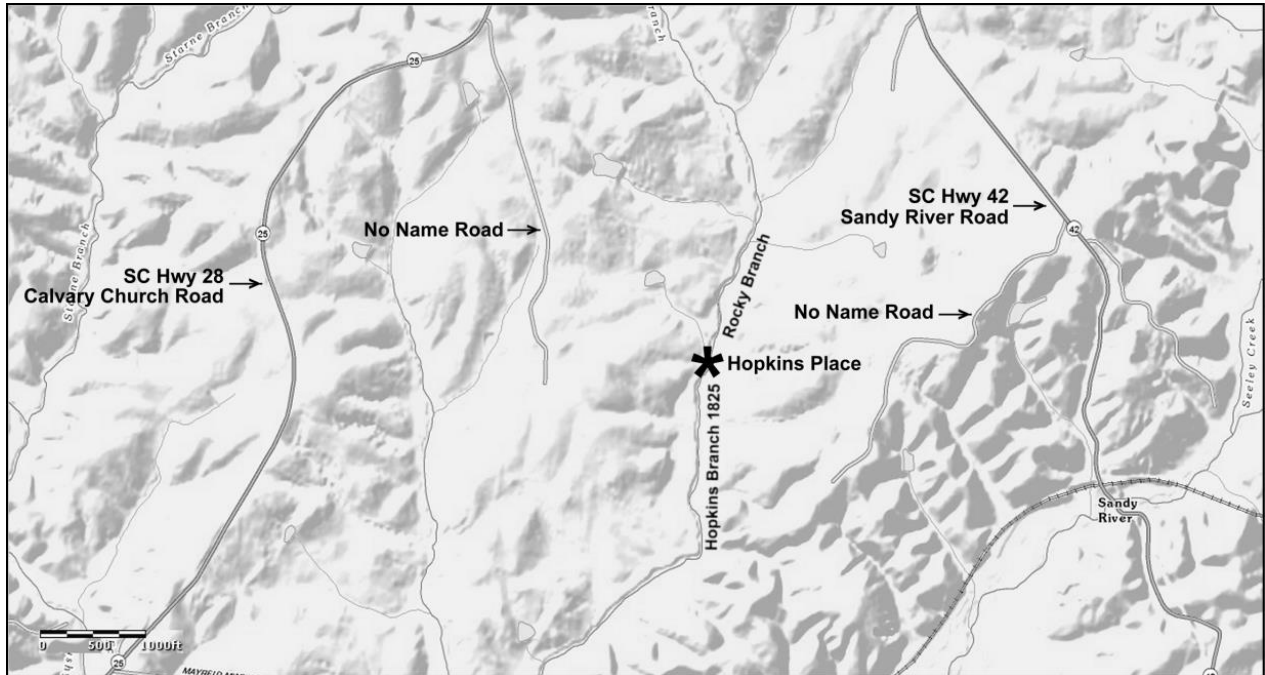 Starne Branch
Branch
25
SC Hwy 42
Sandy River Road
No Name Road
42
25
SC Hwy 28
Calvary Church Road
Starne Branch
Rocky Branch
No Name Road
Hopkins Place
Seeley Creek
Hopkins Branch 1825
Sandy
River
0 500 1000ft
25